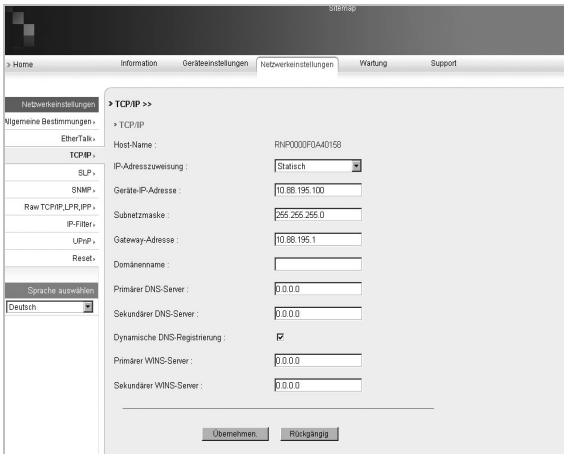 Sitemap
» Home
Information Geräteeinstellungen Netzwerkeinstellungen Wartung Support
Netzwerkeinstellungen
Allgemeine Bestimmungen »
EtherTalk »
TCP/IP »
SLP »
SNMP »
Raw TCP/IP,LPR,IPP »
IP-Filter »
UPnP »
Reset »
Sprache auswählen
Deutsch
» TCP/IP >>
» TCP/IP
Host-Name : RNP0000F0A40158
IP-Adresszuweisung : Statisch
Geräte-IP-Adresse : 10.88.195.100
Subnetzmaske : 255.255.255.0
Gateway-Adresse : 10.88.195.1
Domänenname :
Primärer DNS-Server : 0.0.0.0
Sekundärer DNS-Server : 0.0.0.0
Dynamische DNS-Registrierung :
Primärer WINS-Server : 0.0.0.0
Sekundärer WINS-Server : 0.0.0.0
Übernehmen. Rückgängig